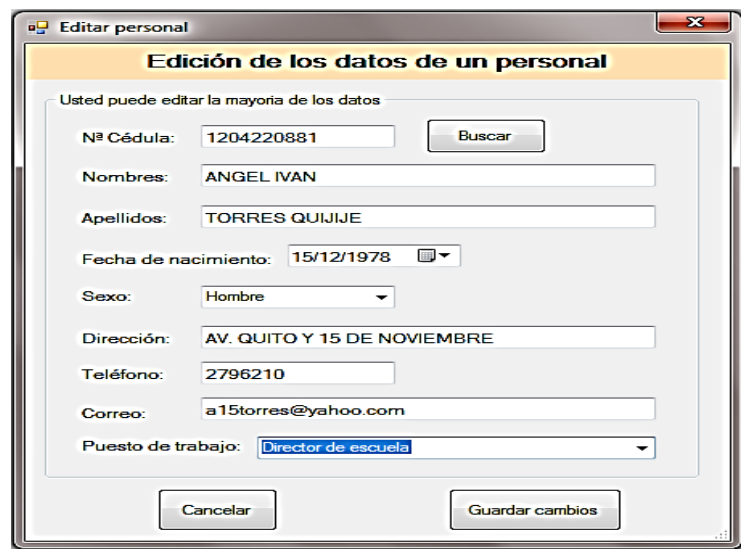 Editar personal
Edición de los datos de un personal
Usted puede editar la mayoria de los datos
Nª Cédula: 1204220881 Buscar
Nombres: ANGEL IVAN
Apellidos: TORRES QUIJIJE
Fecha de nacimiento: 15/12/1978
Sexo: Hombre
Dirección: AV. QUITO Y 15 DE NOVIEMBRE
Teléfono: 2796210
Correo: a15torres@yahoo.com
Puesto de trabajo: Director de escuela
Cancelar Guardar cambios